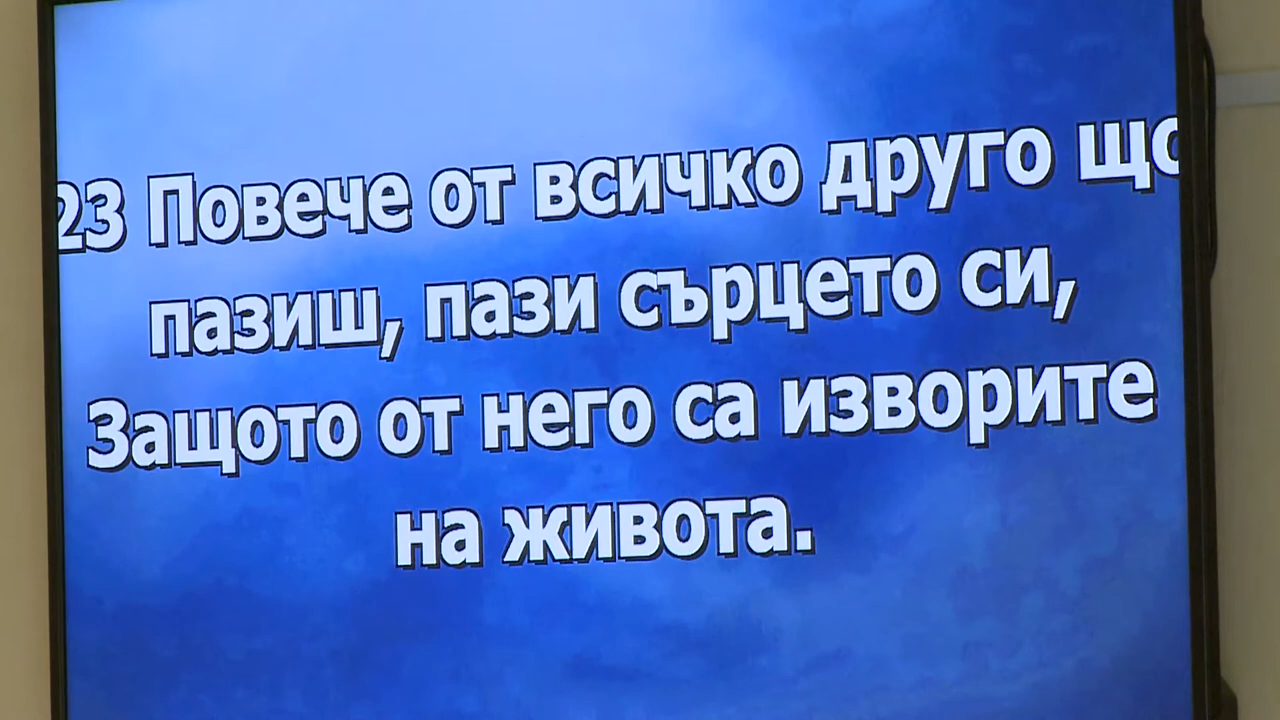 23 Повече от всичко друго що
пазиш, пази сърцето си,
Защото от него са изворите
на живота.